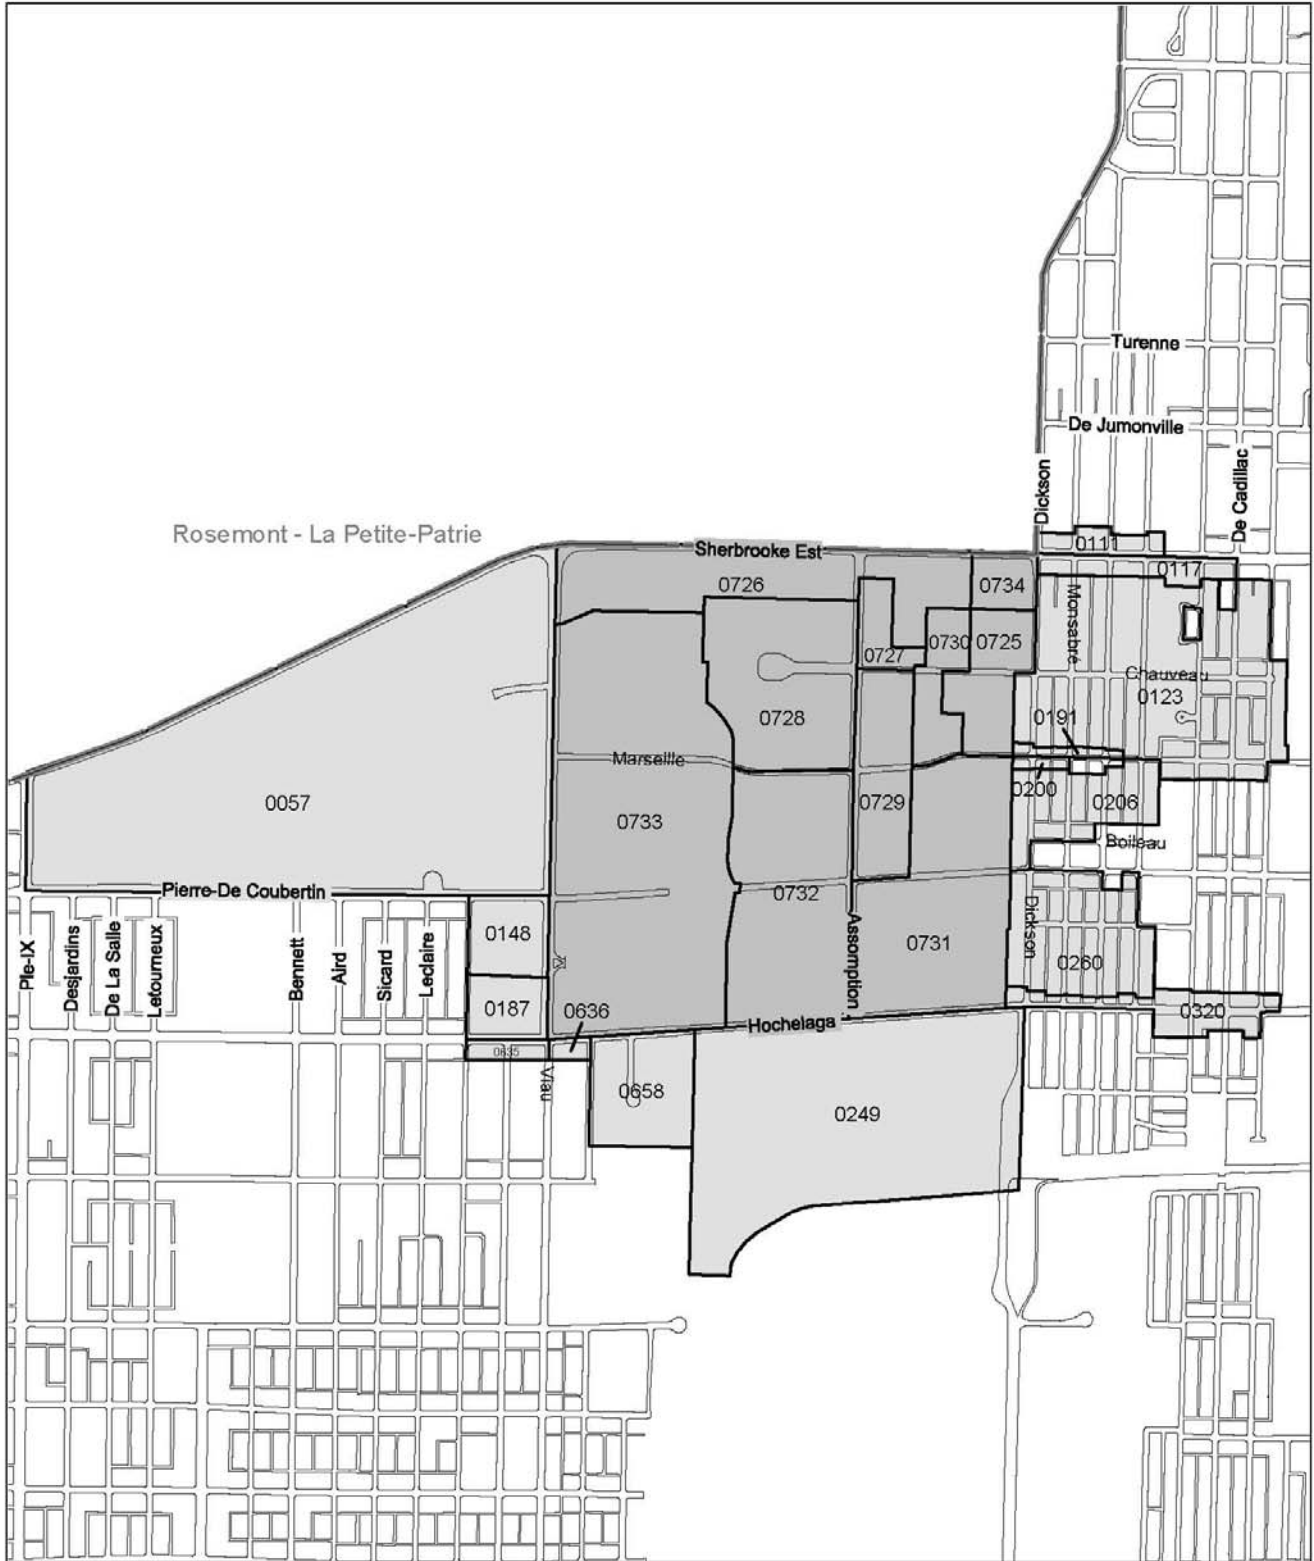 Turenne
De Jumonville
De Cadillac
Dickson
Rosemont - La Petite-Patrie
Sherbrooke Est
0111
0117
0726
0734
Monsabré
0727
0730
0725
Chauveau
0123
0728
0191
Marseille
0057
0733
0729
0200
0206
Boileau
Pierre-De Coubertin
0732
0148
Assomption
0731
Dickson
0260
Pie-IX
Desjardins
De La Salle
Letourneux
Bennett
Aird
Sicard
Leclaire
0187
0636
Hochelaga
0320
0635
Viau
0658
0249